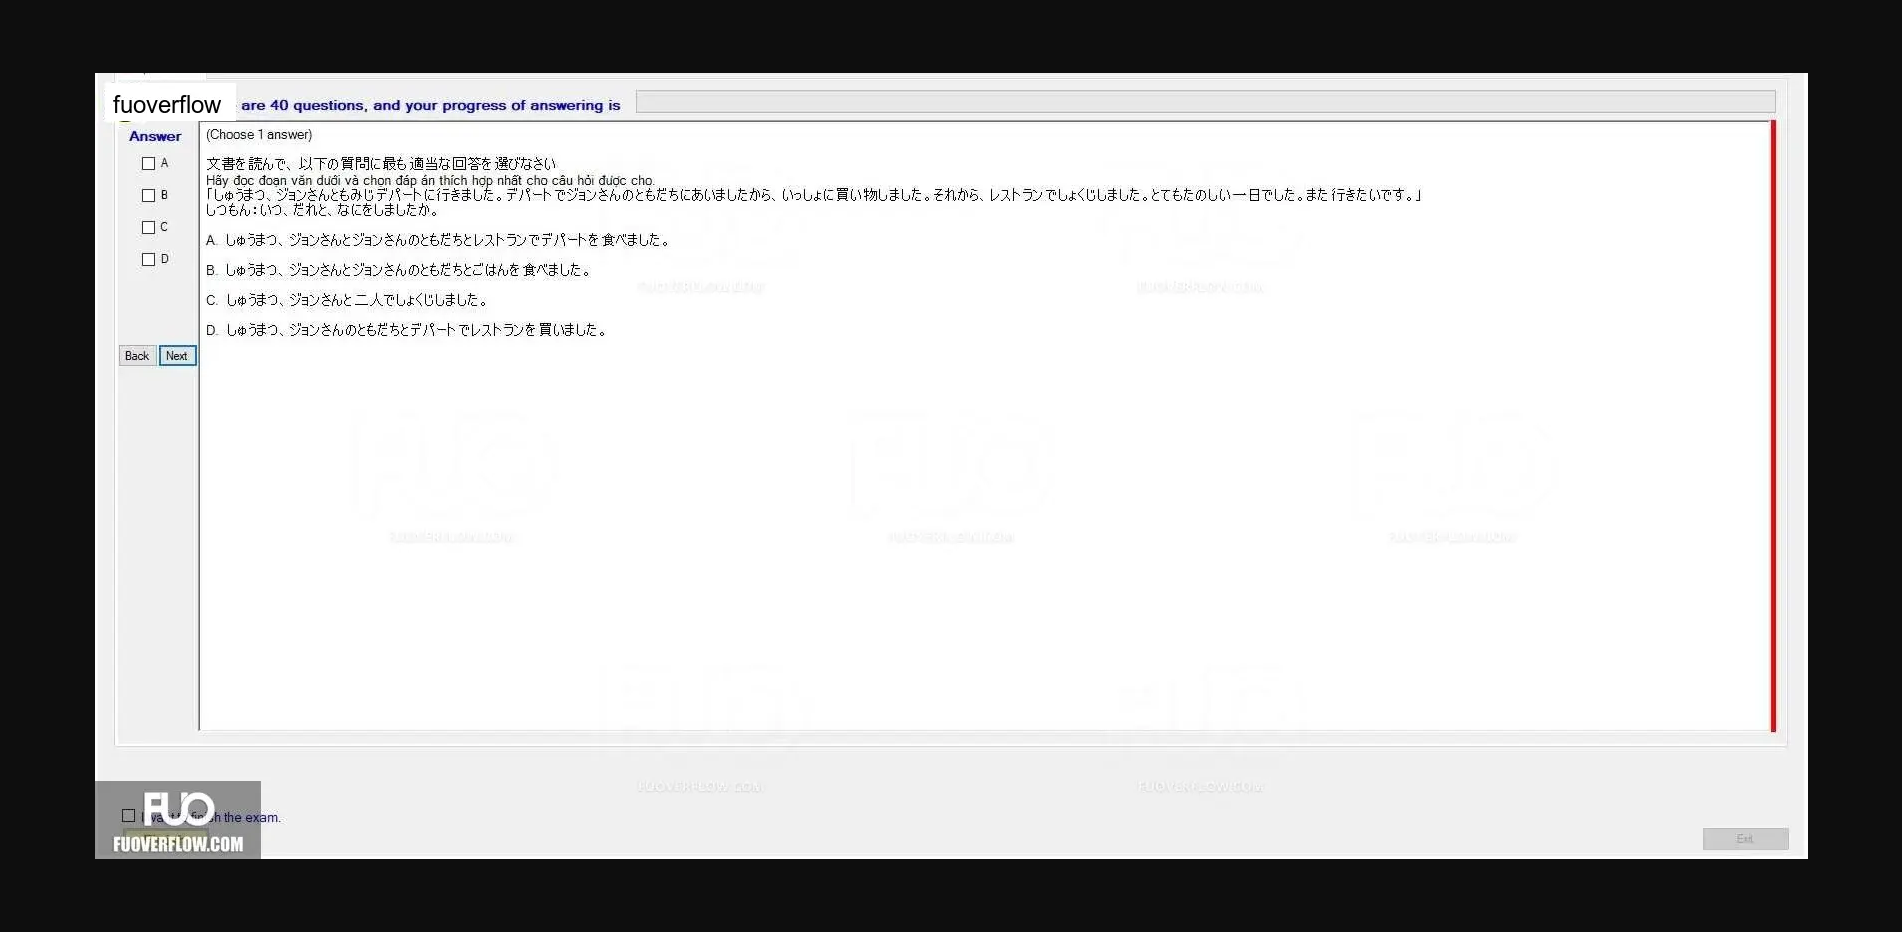 fuoverflow
are 40 questions, and your progress of answering is
Answer
(Choose 1 answer)
A
B
C
D
文書を読んで、以下の質問に最も適当な回答を選びなさい
Hãy đọc đoạn văn dưới và chọn đáp án thích hợp nhất cho câu hỏi được cho.
「しゅうまつ、ジョンさんともみじデパートに行きました。デパートでジョンさんのともだちにあいましたから、いっしょに買い物しました。それから、レストランでしょくじしました。とてもたのしい一日でした。また行きたいです。」
しつもん：いつ、だれと、なにをしましたか。
A. しゅうまつ、ジョンさんとジョンさんのともだちとレストランでデパートを食べました。
B. しゅうまつ、ジョンさんとジョンさんのともだちとごはんを食べました。
C. しゅうまつ、ジョンさんと二人でしょくじしました。
D. しゅうまつ、ジョンさんのともだちとデパートでレストランを買いました。
Back
Next
FUOVERFLOW.COM
FUOVERFLOW.COM
FUOVERFLOW.COM
FUOVERFLOW.COM
FUOVERFLOW.COM
FUOVERFLOW.COM
FUOVERFLOW.COM
FUO
the exam.
FUOVERFLOW.COM
Exit